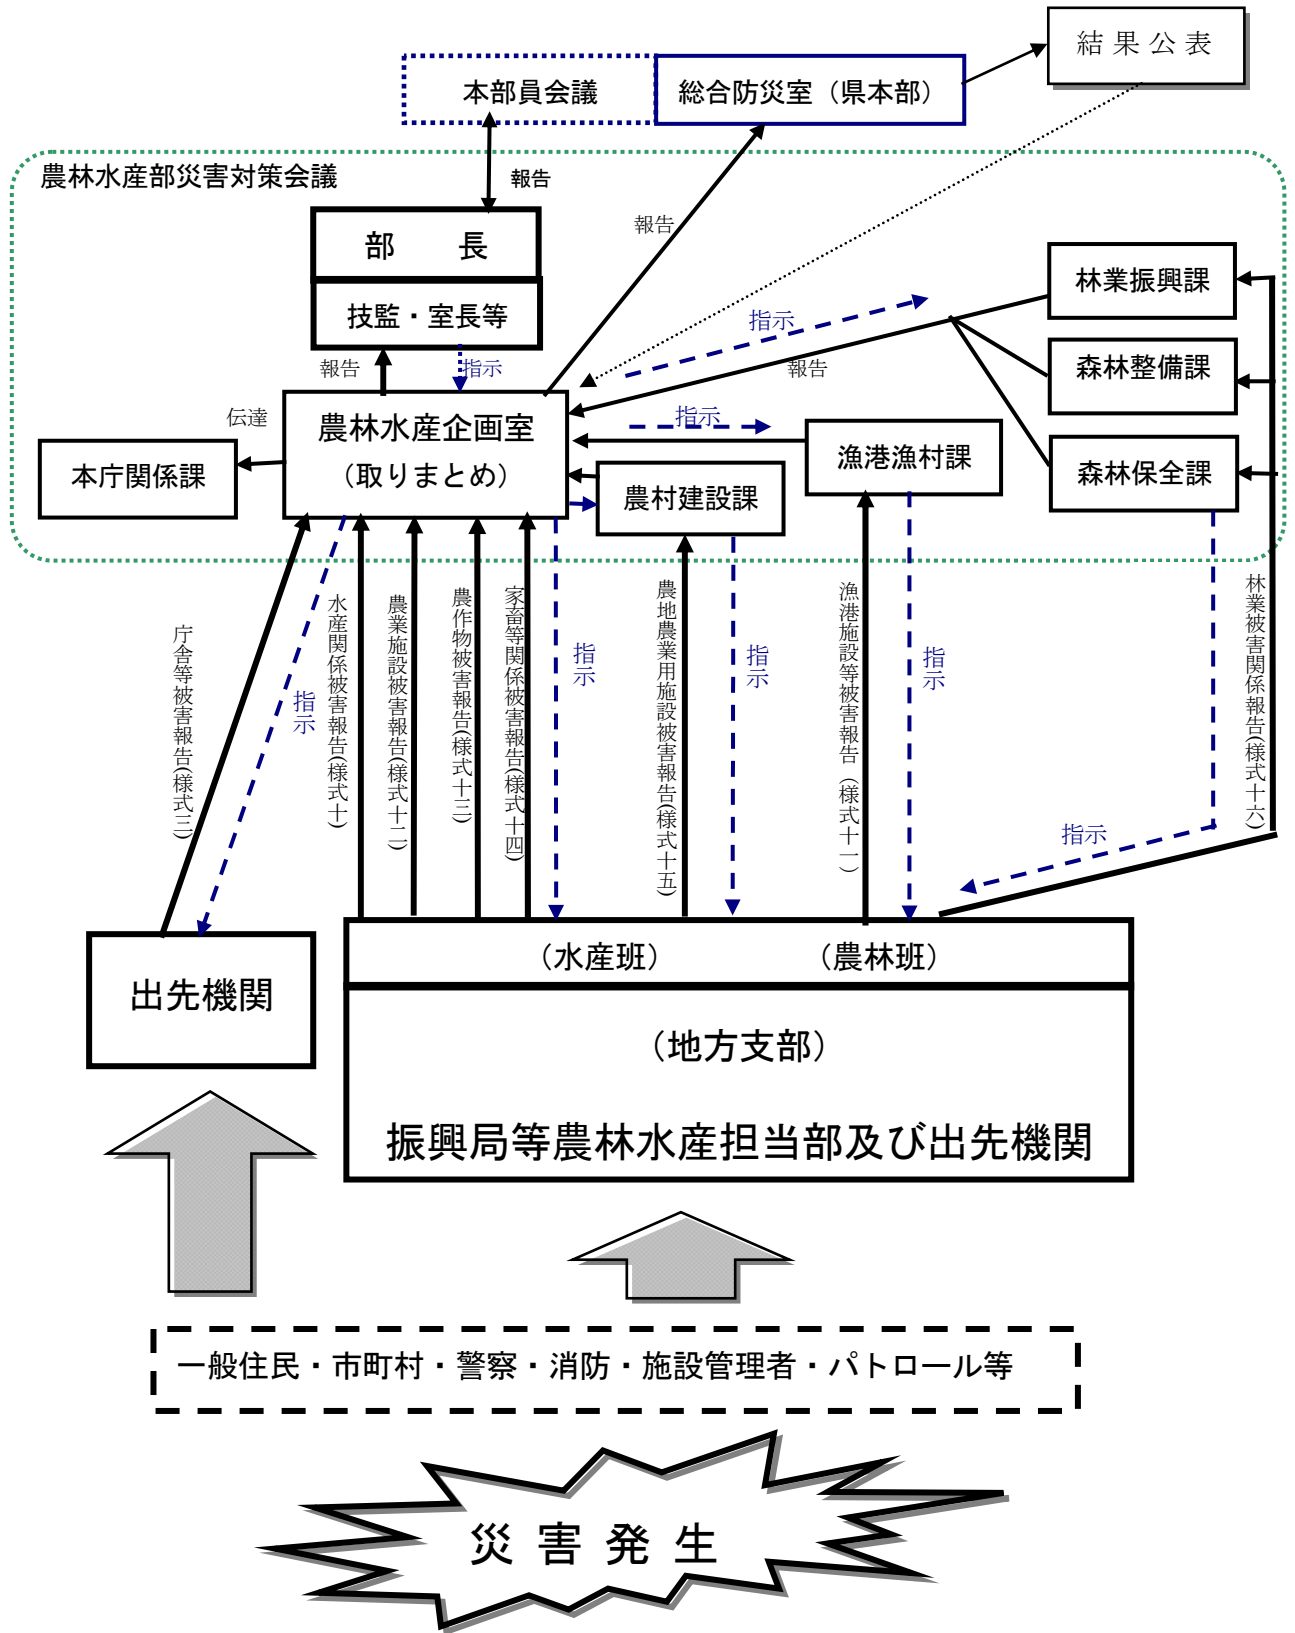 結果公表
本部員会議
総合防災室（県本部）
農林水産部災害対策会議
報告
報告
部　　長
技監・室長等
林業振興課
指示
報告
指示
報告
森林整備課
伝達
農林水産企画室
（取りまとめ）
指示
漁港漁村課
本庁関係課
農村建設課
森林保全課
庁舎等被害報告(様式三)
指示
水産関係被害報告(様式十)
農業施設被害報告(様式十二)
農作物被害報告(様式十三)
家畜等関係被害報告(様式十四)
指示
農地農業用施設被害報告(様式十五)
指示
漁港施設等被害報告（様式十一）
指示
林業被害関係報告(様式十六)
指示
（水産班）
（農林班）
出先機関
（地方支部）
振興局等農林水産担当部及び出先機関
一般住民・市町村・警察・消防・施設管理者・パトロール等
災害発生